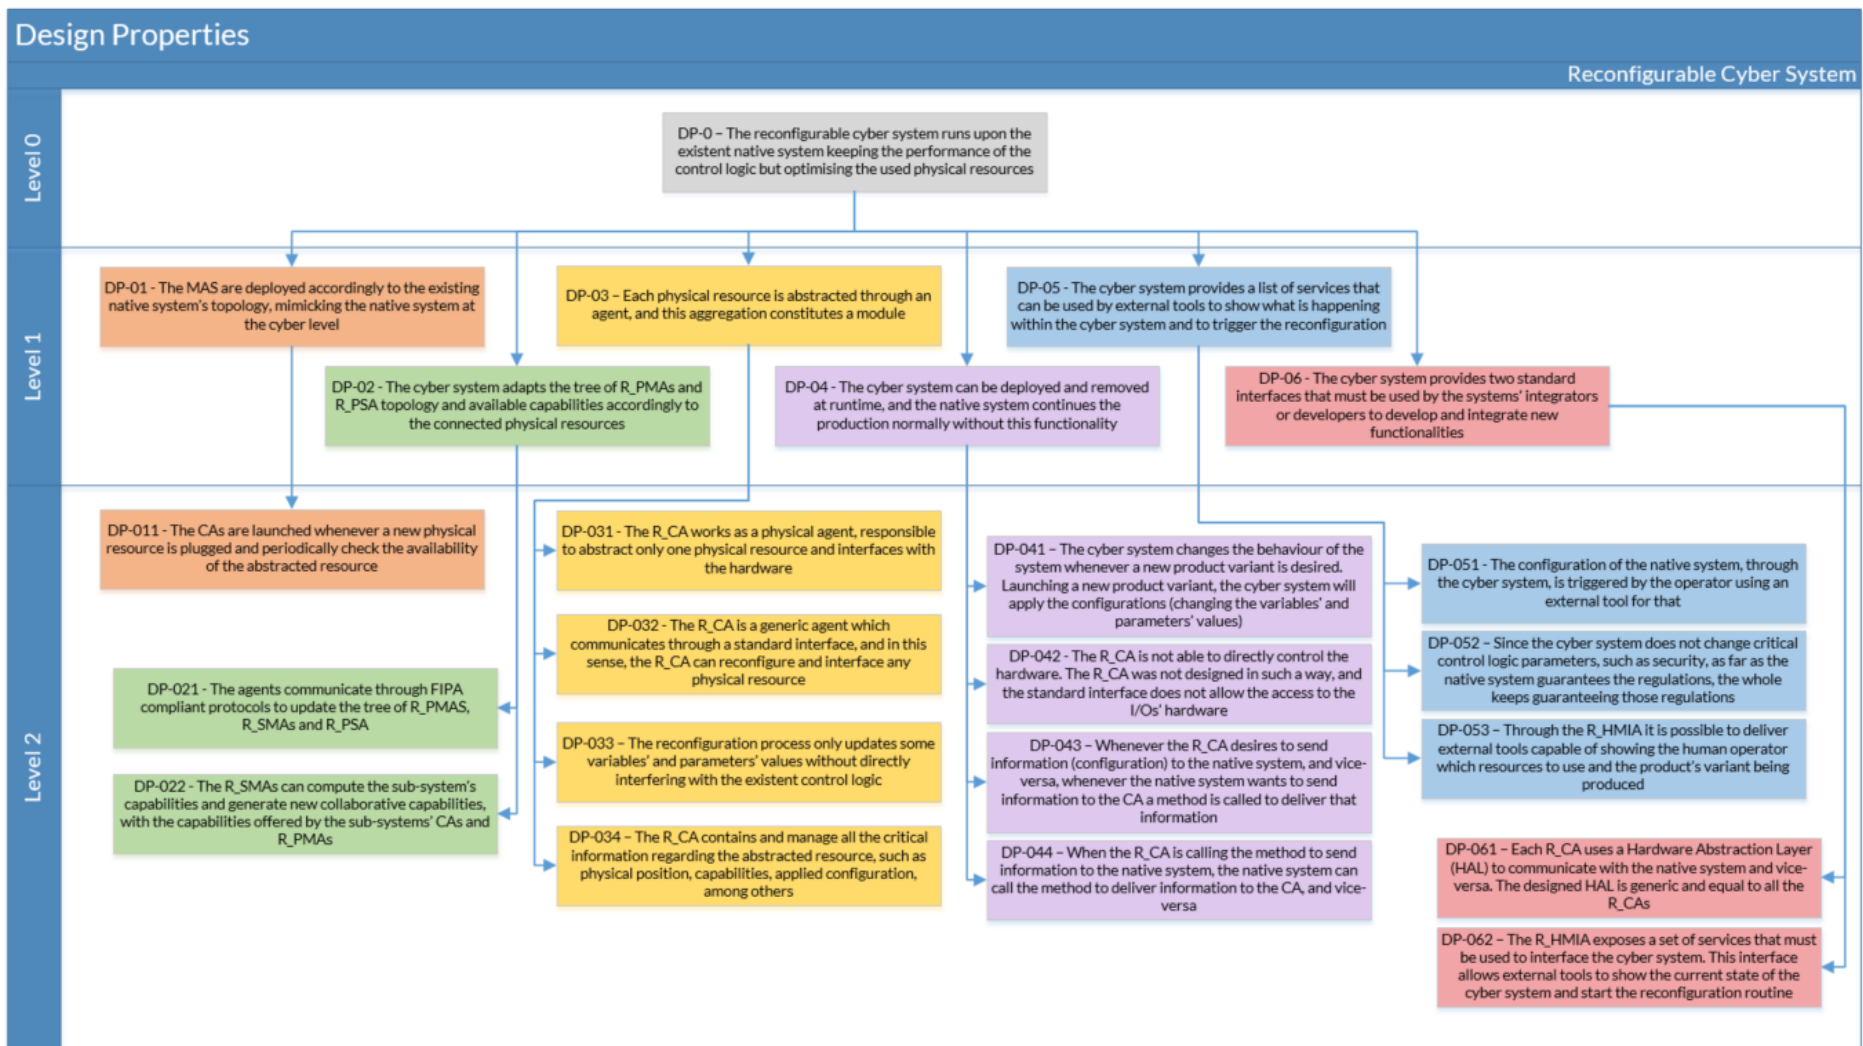 Design Properties
Reconfigurable Cyber System
Level 0
DP-0 – The reconfigurable cyber system runs upon the
existent native system keeping the performance of the
control logic but optimising the used physical resources
Level 1
DP-01 - The MAS are deployed accordingly to the existing
native system's topology, mimicking the native system at
the cyber level
DP-03 – Each physical resource is abstracted through an
agent, and this aggregation constitutes a module
DP-05 - The cyber system provides a list of services that
can be used by external tools to show what is happening
within the cyber system and to trigger the reconfiguration
DP-02 - The cyber system adapts the tree of R_PMAs and
R_PSA topology and available capabilities accordingly to
the connected physical resources
DP-04 - The cyber system can be deployed and removed
at runtime, and the native system continues the
production normally without this functionality
DP-06 - The cyber system provides two standard
interfaces that must be used by the systems' integrators
or developers to develop and integrate new
functionalities
Level 2
DP-011 - The CAs are launched whenever a new physical
resource is plugged and periodically check the availability
of the abstracted resource
DP-021 - The agents communicate through FIPA
compliant protocols to update the tree of R_PMAS,
R_SMAs and R_PSA
DP-022 - The R_SMAs can compute the sub-system's
capabilities and generate new collaborative capabilities,
with the capabilities offered by the sub-systems' CAs and
R_PMAs
DP-031 - The R_CA works as a physical agent, responsible
to abstract only one physical resource and interfaces with
the hardware
DP-032 - The R_CA is a generic agent which
communicates through a standard interface, and in this
sense, the R_CA can reconfigure and interface any
physical resource
DP-033 – The reconfiguration process only updates some
variables' and parameters' values without directly
interfering with the existent control logic
DP-034 – The R_CA contains and manage all the critical
information regarding the abstracted resource, such as
physical position, capabilities, applied configuration,
among others
DP-041 – The cyber system changes the behaviour of the
system whenever a new product variant is desired.
Launching a new product variant, the cyber system will
apply the configurations (changing the variables' and
parameters' values)
DP-042 - The R_CA is not able to directly control the
hardware. The R_CA was not designed in such a way, and
the standard interface does not allow the access to the
I/Os' hardware
DP-043 – Whenever the R_CA desires to send
information (configuration) to the native system, and vice-
versa, whenever the native system wants to send
information to the CA a method is called to deliver that
information
DP-044 – When the R_CA is calling the method to send
information to the native system, the native system can
call the method to deliver information to the CA, and vice-
versa
DP-051 - The configuration of the native system, through
the cyber system, is triggered by the operator using an
external tool for that
DP-052 – Since the cyber system does not change critical
control logic parameters, such as security, as far as the
native system guarantees the regulations, the whole
keeps guaranteeing those regulations
DP-053 – Through the R_HMIA it is possible to deliver
external tools capable of showing the human operator
which resources to use and the product's variant being
produced
DP-061 – Each R_CA uses a Hardware Abstraction Layer
(HAL) to communicate with the native system and vice-
versa. The designed HAL is generic and equal to all the
R_CAs
DP-062 – The R_HMIA exposes a set of services that must
be used to interface the cyber system. This interface
allows external tools to show the current state of the
cyber system and start the reconfiguration routine